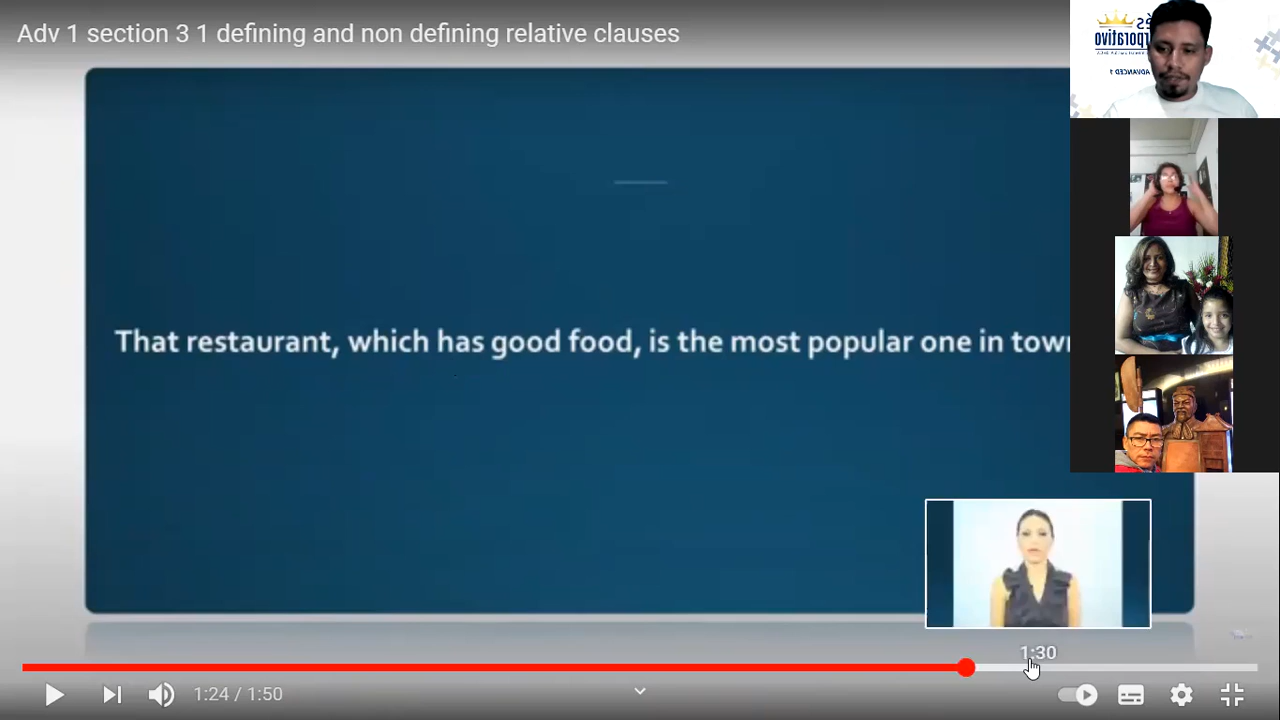 Adv 1 section 3 1 defining and non defining relative clauses
That restaurant, which has good food, is the most popular one in town
ADVANCED 1
1:30
1:24 / 1:50